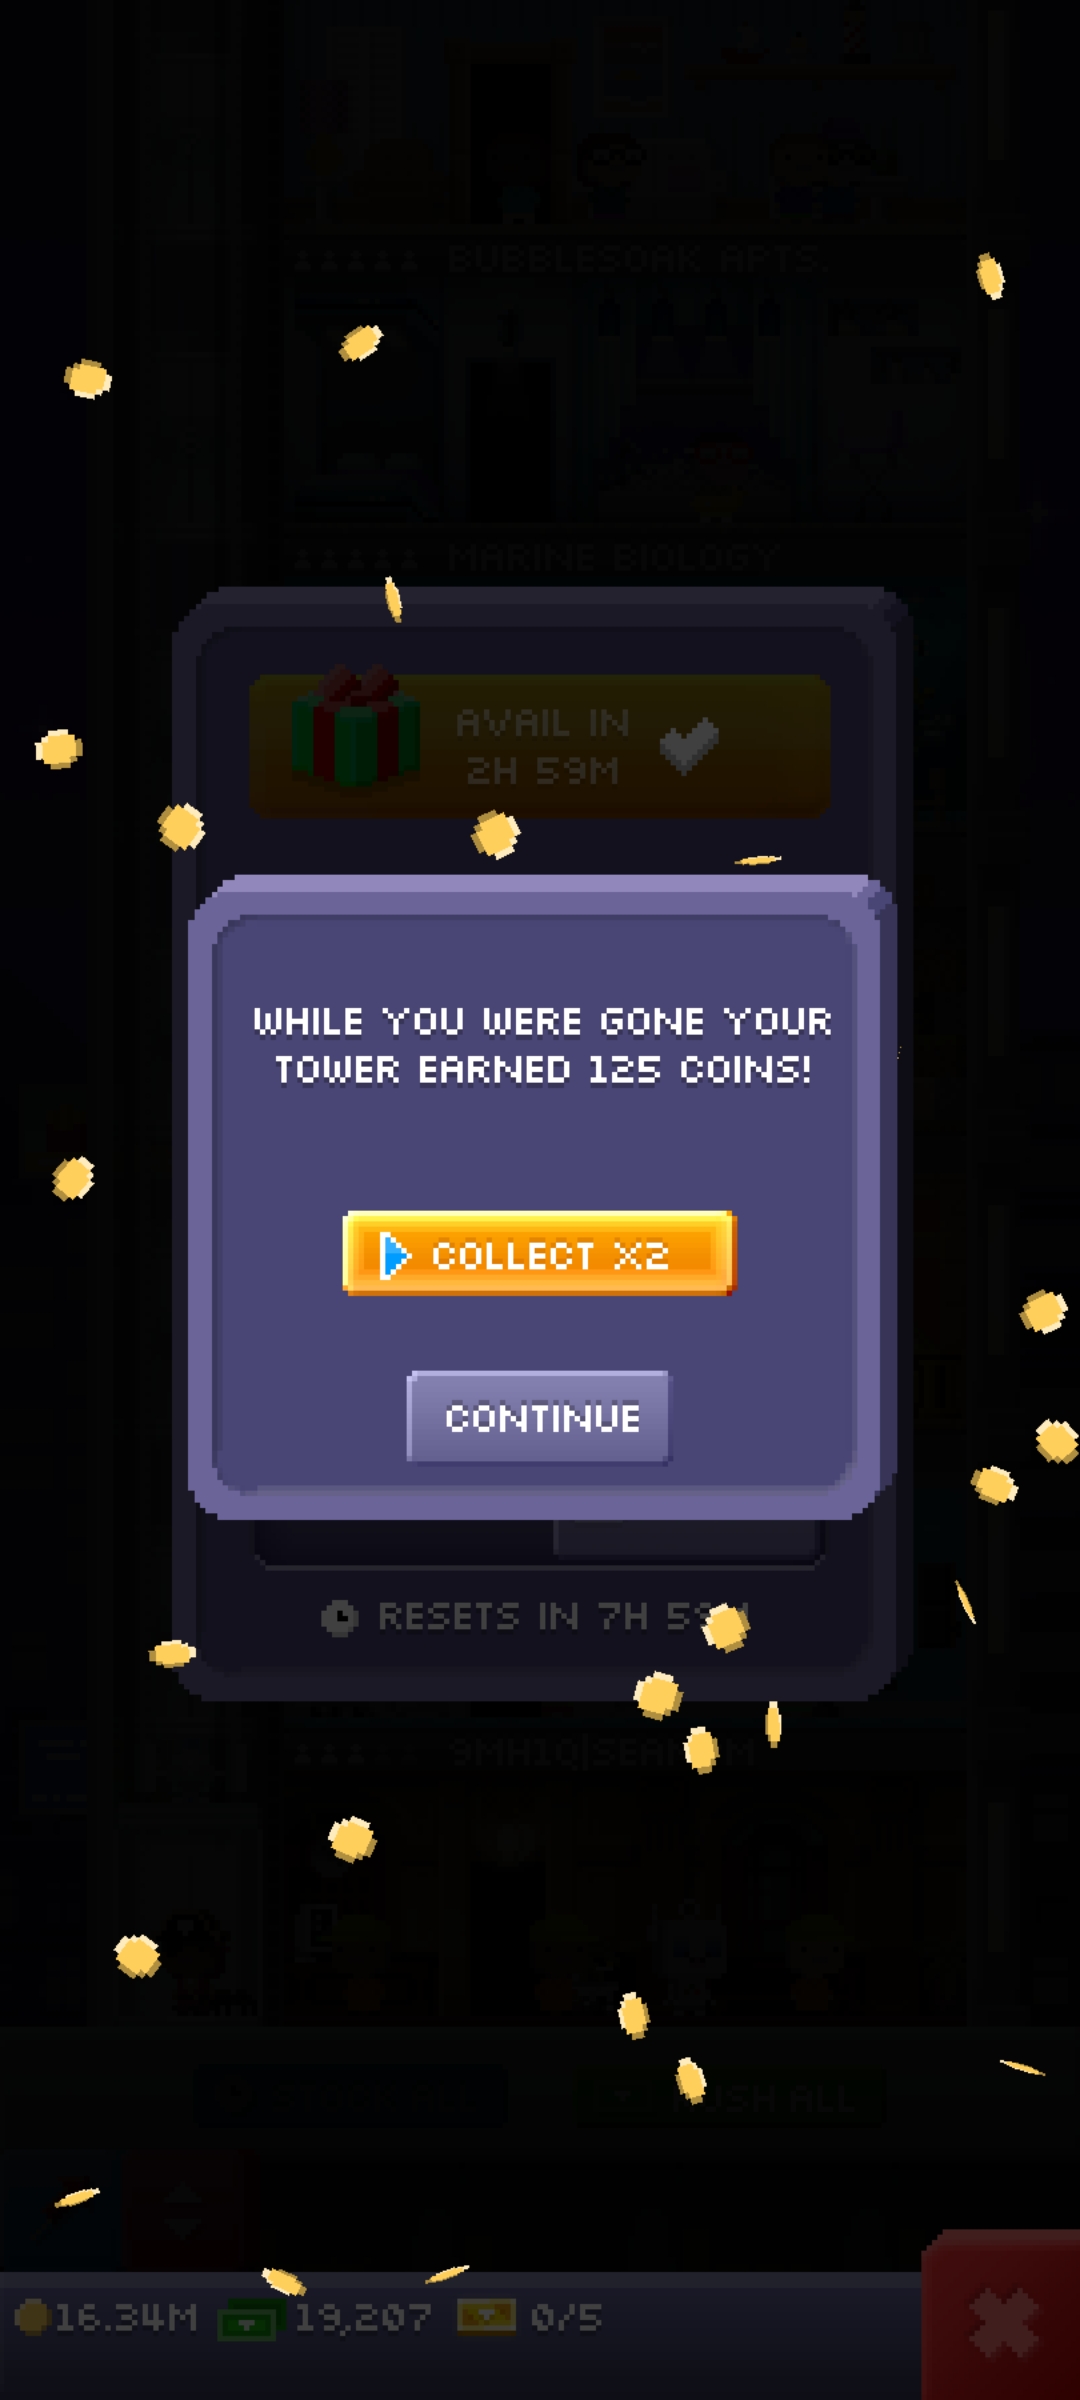 BUBBLESOAK APTS.
MARINE BIOLOGY
AVAIL IN
2H 59M
WHILE YOU WERE GONE YOUR
TOWER EARNED 125 COINS!
COLLECT X2
CONTINUE
RESETS IN 7H
16.34M 19,207 0/5